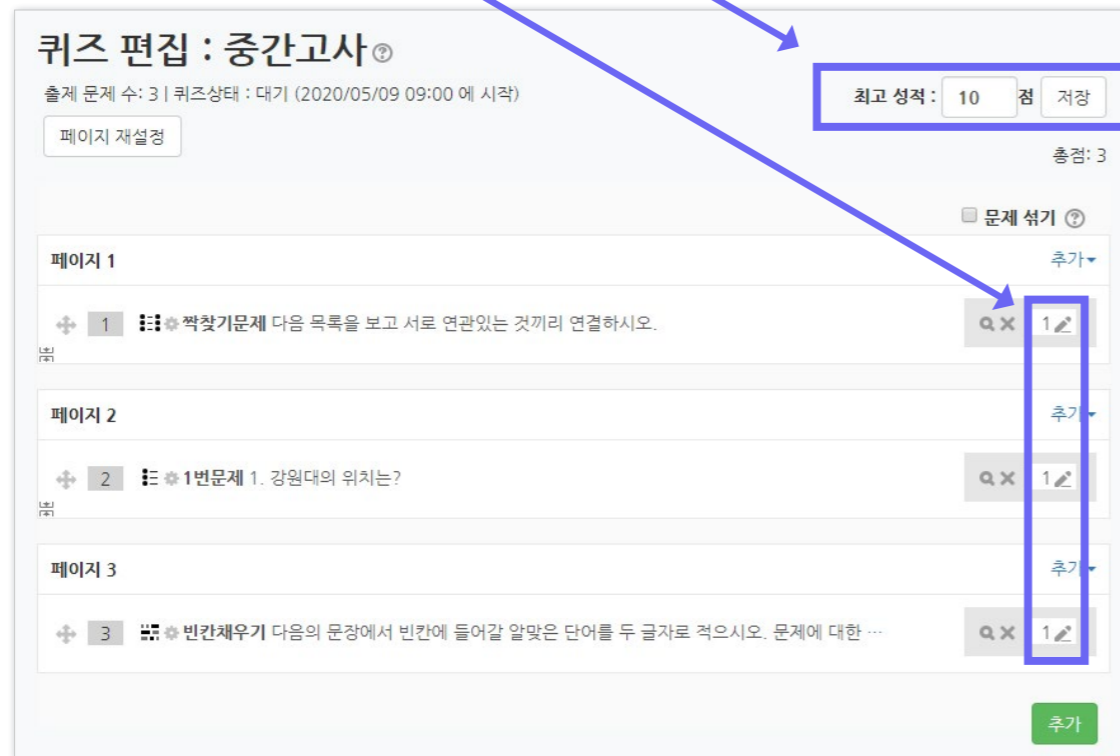 퀴즈 편집 : 중간고사
출제 문제 수: 3 | 퀴즈상태 : 대기 (2020/05/09 09:00 에 시작)
최고 성적 : 10 점 저장
페이지 재설정
총점: 3
문제 섞기
페이지 1 추가
1 짝찾기문제 다음 목록을 보고 서로 연관있는 것끼리 연결하시오. 1
페이지 2 추가
2 1번문제 1. 강원대의 위치는? 1
페이지 3 추가
3 빈칸채우기 다음의 문장에서 빈칸에 들어갈 알맞은 단어를 두 글자로 적으시오. 문제에 대한 … 1
추가